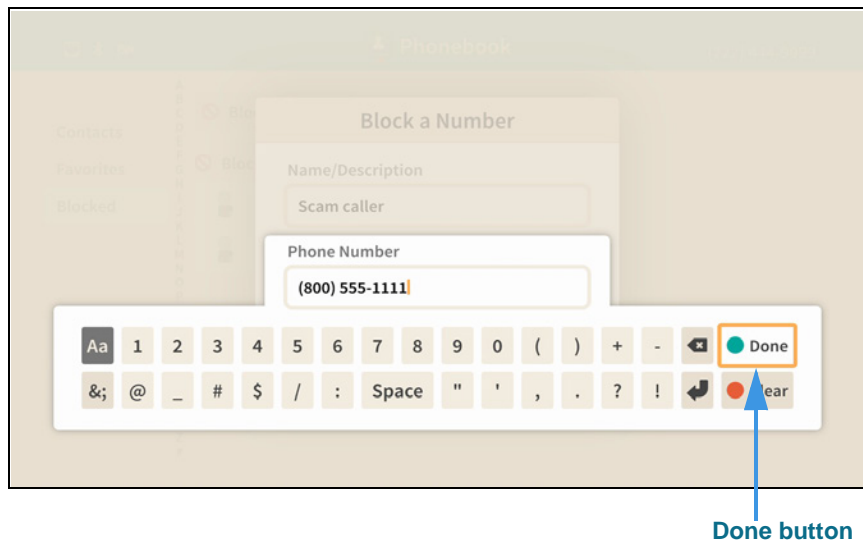 Phonebook
Block a Number
Contacts
Name/Description
Favorites
Block
Scam caller
Blocked
Phone Number
(800) 555-1111
Aa 1 2 3 4 5 6 7 8 9 0 ( ) + - Done
&; @ _ # $ / : Space " ' , . ? !
Done button